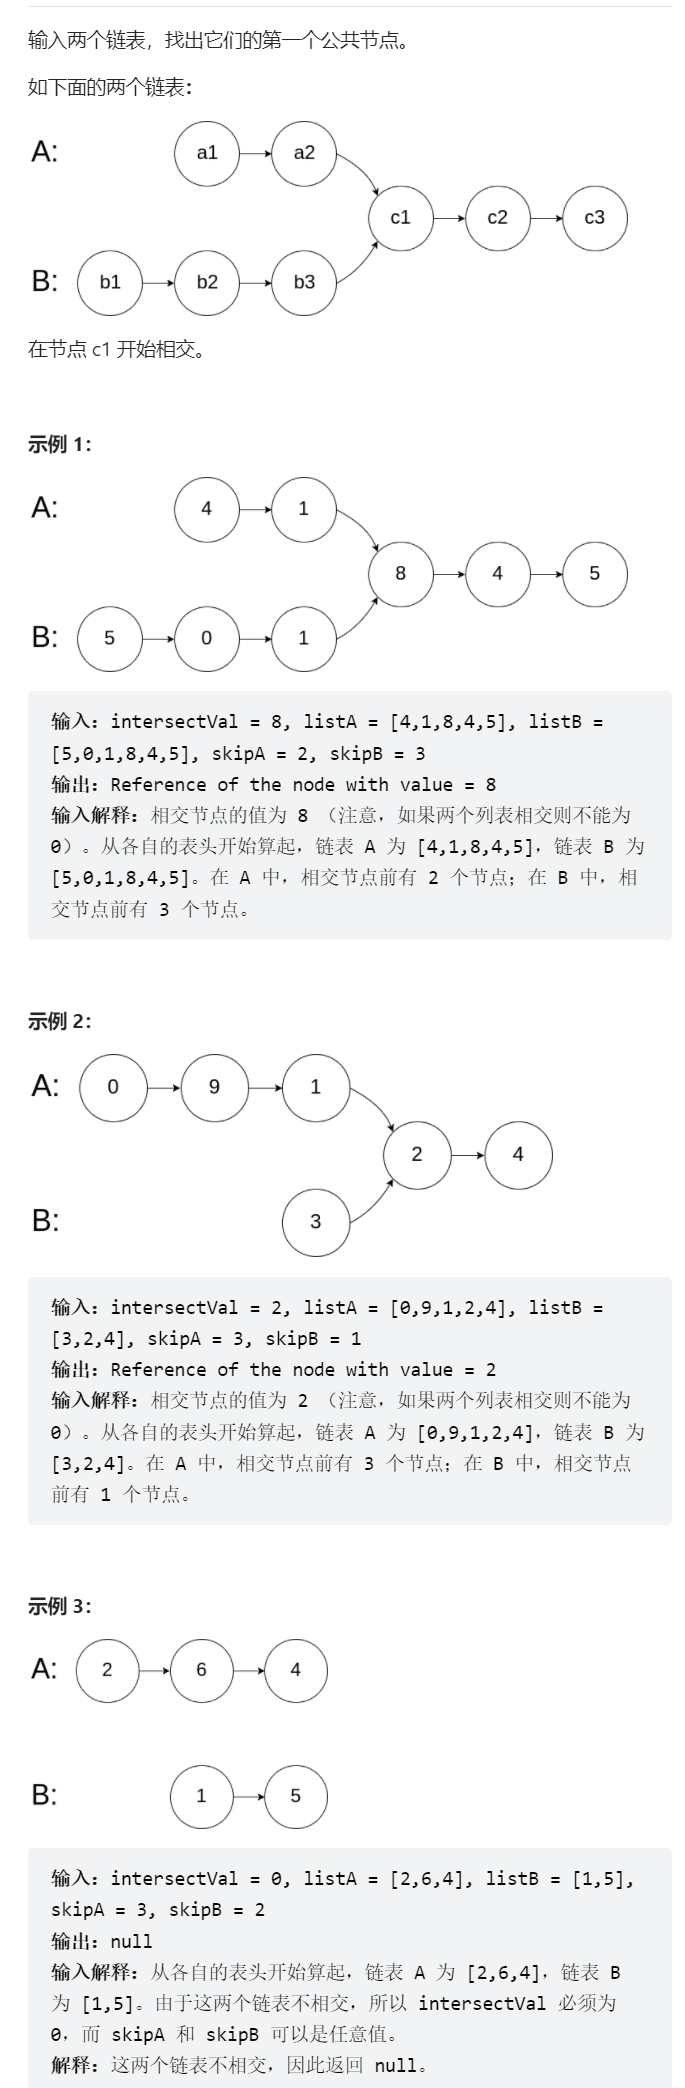 输入两个链表，找出它们的第一个公共节点。
如下面的两个链表：
A:
a1
a2
c1
c2
c3
B:
b1
b2
b3
在节点 c1 开始相交。
示例 1：
A:
4
1
8
4
5
B:
5
0
1
输入：intersectVal = 8, listA = [4,1,8,4,5], listB =
[5,0,1,8,4,5], skipA = 2, skipB = 3
输出：Reference of the node with value = 8
输入解释：相交节点的值为 8 （注意，如果两个列表相交则不能为
0）。从各自的表头开始算起，链表 A 为 [4,1,8,4,5]，链表 B 为
[5,0,1,8,4,5]。在 A 中，相交节点前有 2 个节点；在 B 中，相
交节点前有 3 个节点。
示例 2：
A:
0
9
1
2
4
B:
3
输入：intersectVal = 2, listA = [0,9,1,2,4], listB =
[3,2,4], skipA = 3, skipB = 1
输出：Reference of the node with value = 2
输入解释：相交节点的值为 2 （注意，如果两个列表相交则不能为
0）。从各自的表头开始算起，链表 A 为 [0,9,1,2,4]，链表 B 为
[3,2,4]。在 A 中，相交节点前有 3 个节点；在 B 中，相交节点
前有 1 个节点。
示例 3：
A:
2
6
4
B:
1
5
输入：intersectVal = 0, listA = [2,6,4], listB = [1,5],
skipA = 3, skipB = 2
输出：null
输入解释：从各自的表头开始算起，链表 A 为 [2,6,4]，链表 B
为 [1,5]。由于这两个链表不相交，所以 intersectVal 必须为
0，而 skipA 和 skipB 可以是任意值。
解释：这两个链表不相交，因此返回 null。